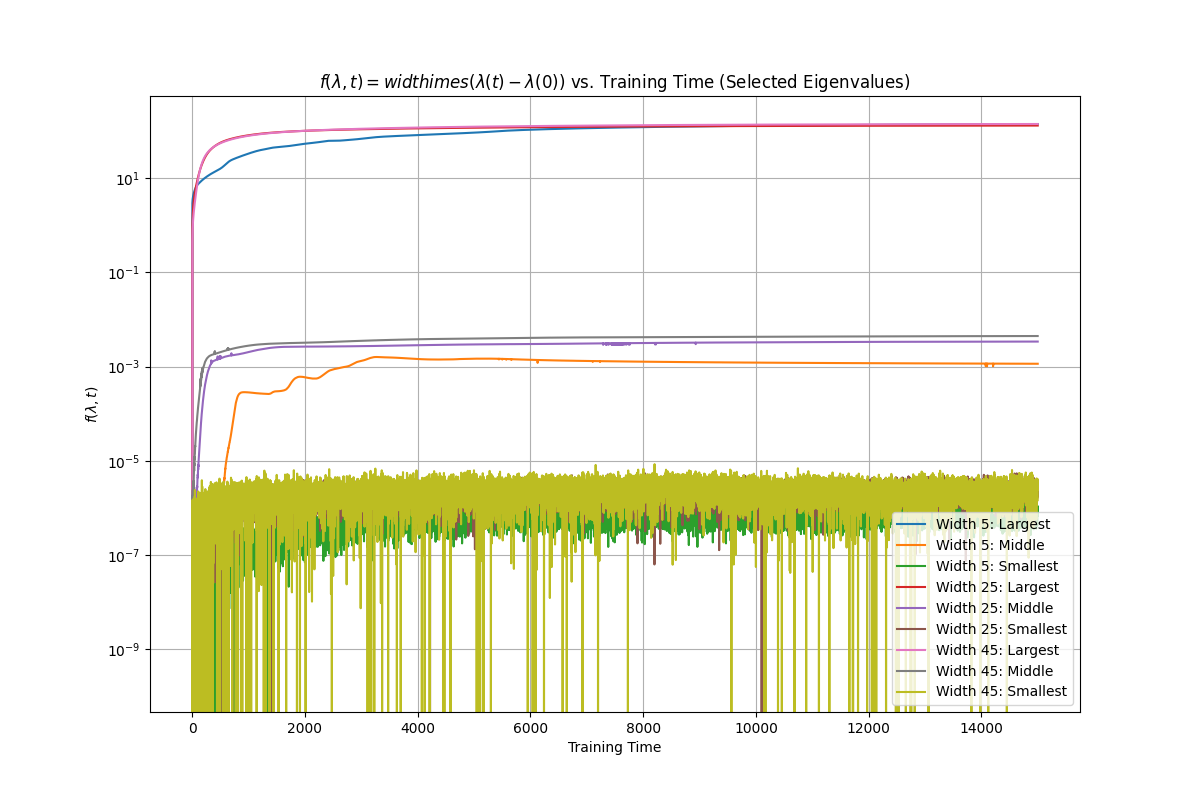 f(λ, t) = widthimes(λ(t) − λ(0)) vs. Training Time (Selected Eigenvalues)
10¹
10⁻¹
10⁻³
10⁻⁵
10⁻⁷
10⁻⁹
f(λ, t)
0 2000 4000 6000 8000 10000 12000 14000
Training Time
Width 5: Largest
Width 5: Middle
Width 5: Smallest
Width 25: Largest
Width 25: Middle
Width 25: Smallest
Width 45: Largest
Width 45: Middle
Width 45: Smallest